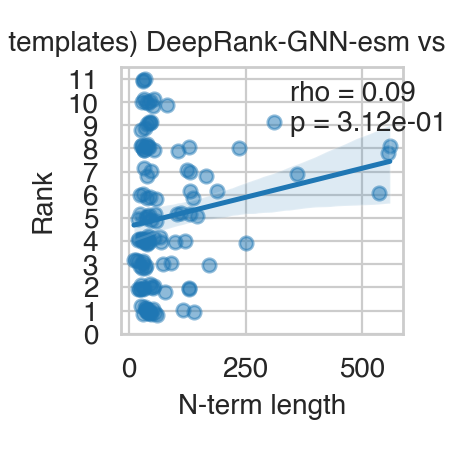 templates) DeepRank-GNN-esm vs
rho = 0.09
p = 3.12e-01
11
10
9
8
7
6
5
4
3
2
1
0
Rank
0 250 500
N-term length